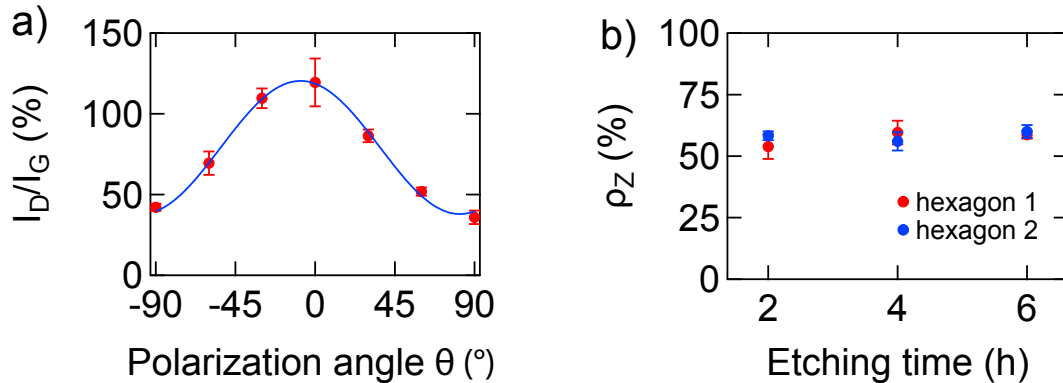 a)
I_D/I_G (%)
150
100
50
0
-90 -45 0 45 90
Polarization angle θ (°)
b)
ρ_Z (%)
100
75
50
25
0
hexagon 1
hexagon 2
2 4 6
Etching time (h)